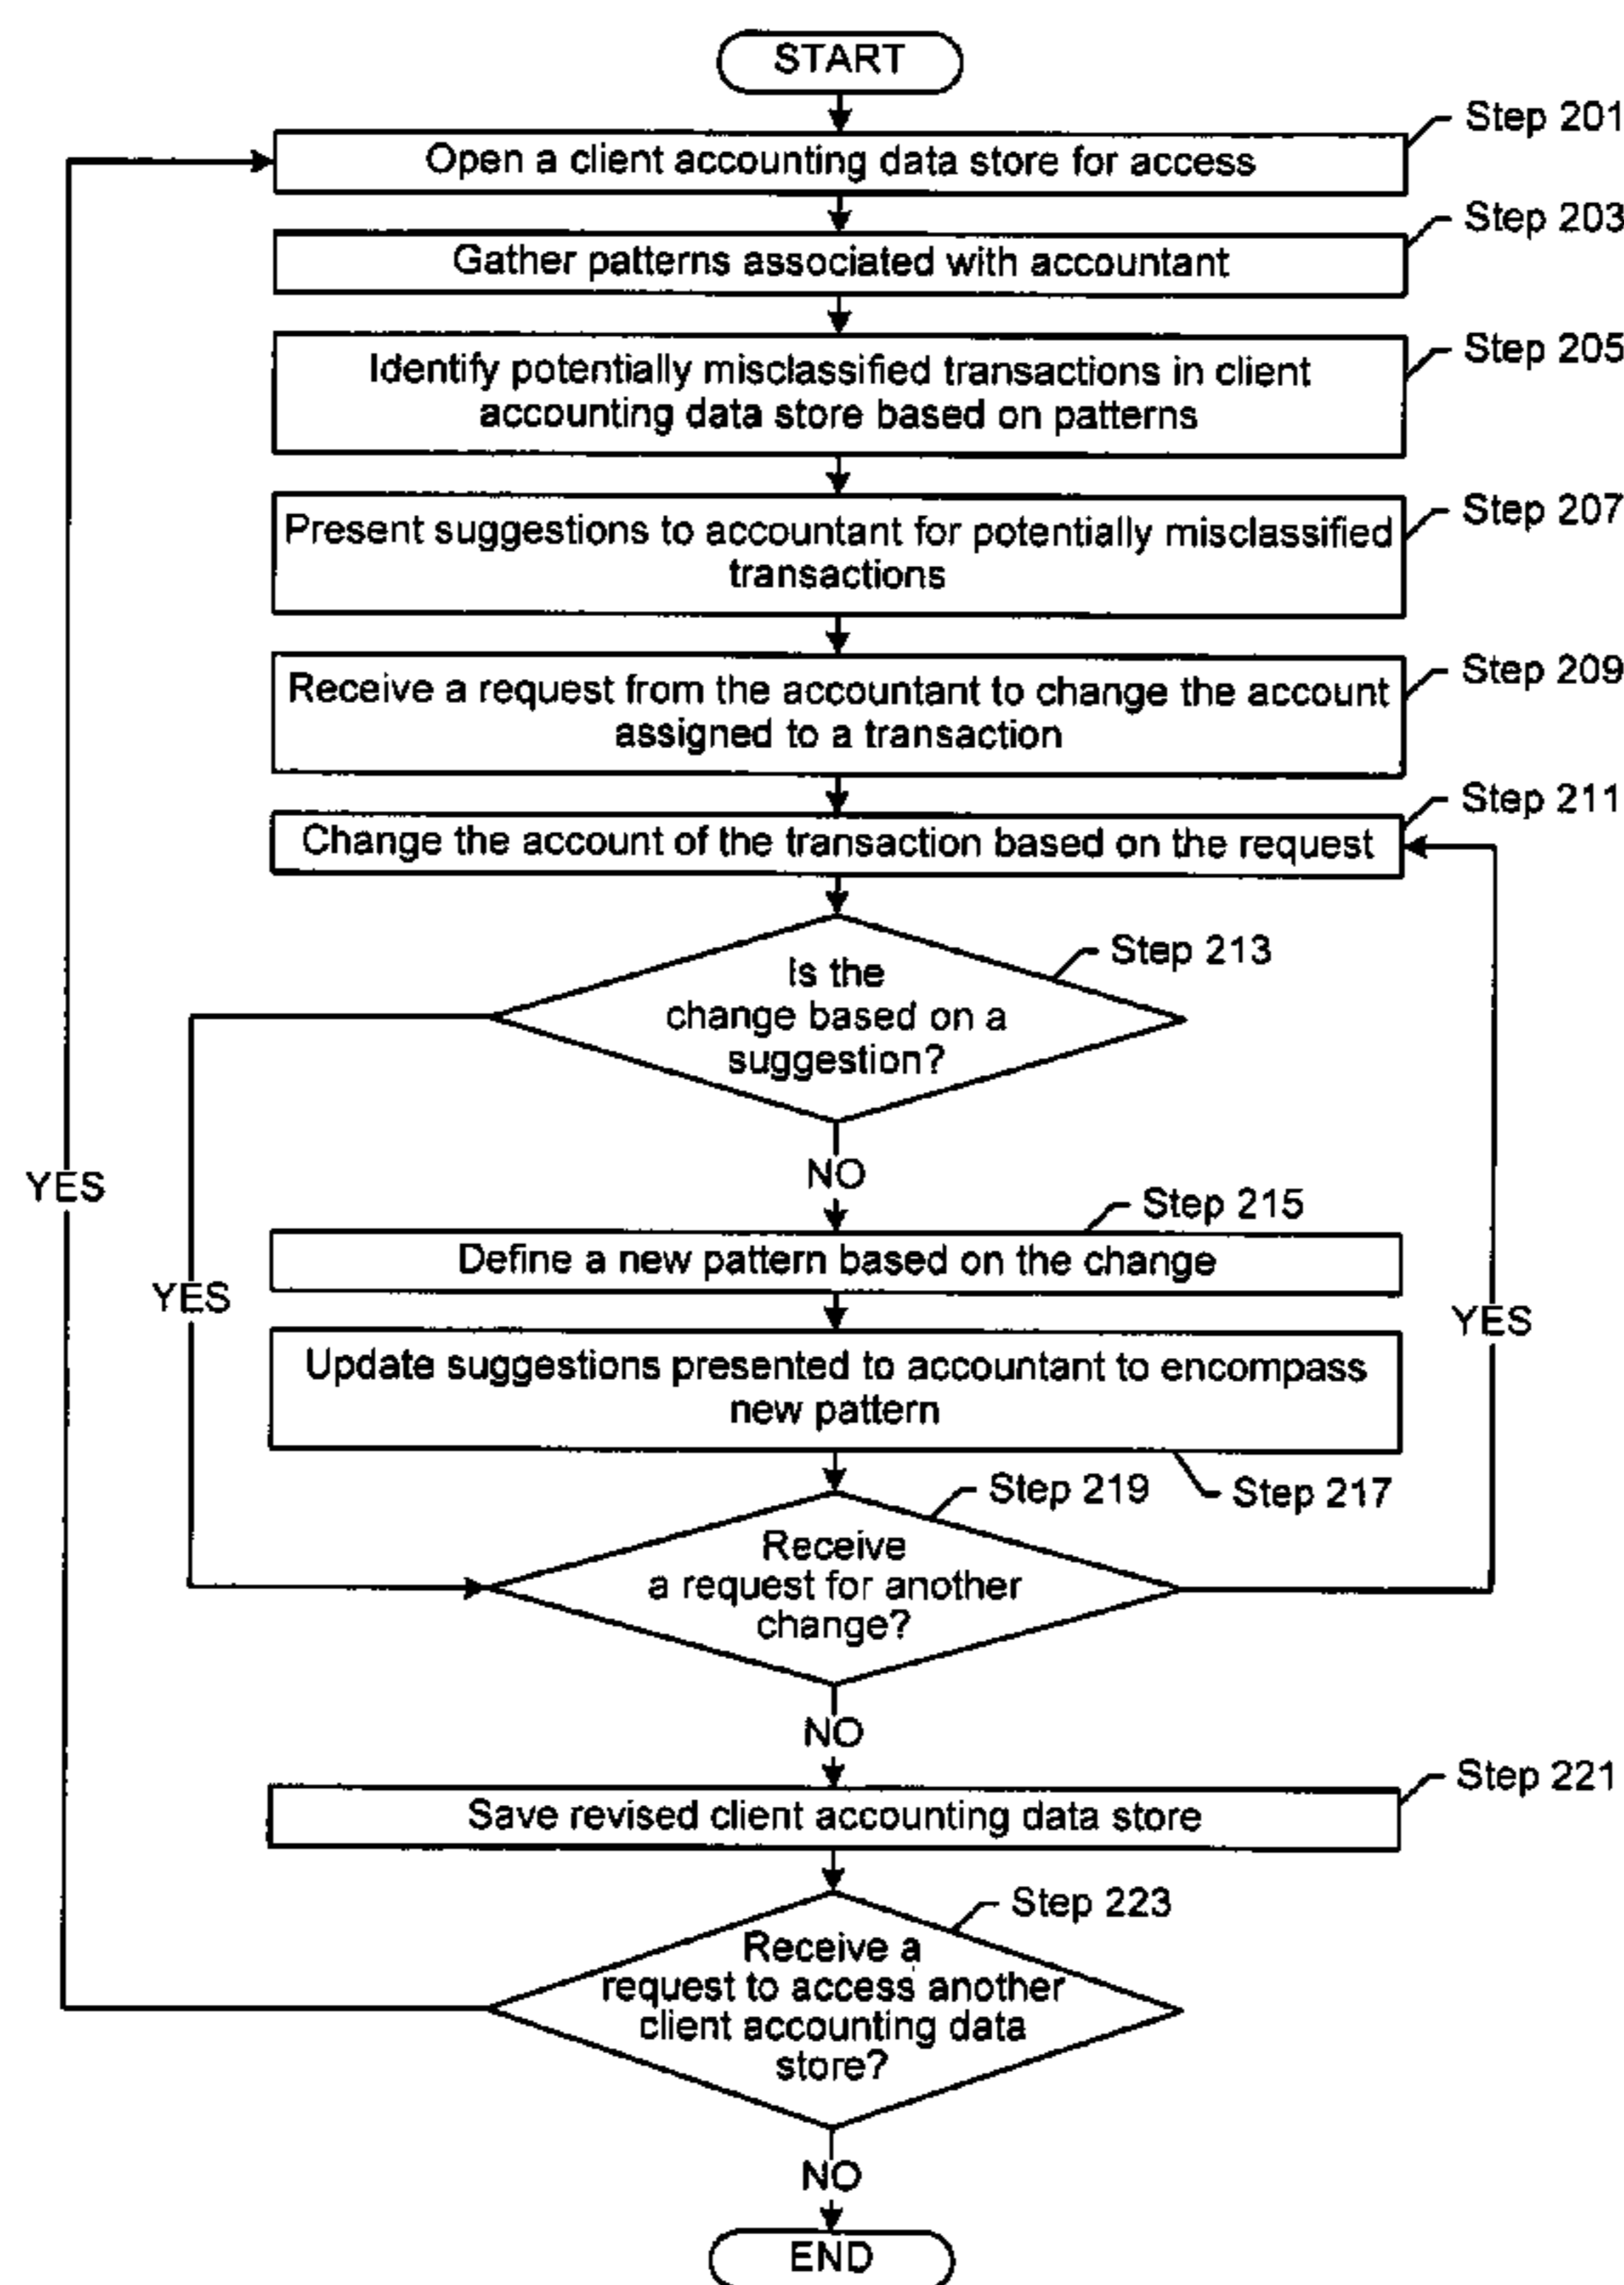 START
Step 201
Open a client accounting data store for access
Step 203
Gather patterns associated with accountant
Step 205
Identify potentially misclassified transactions in client
accounting data store based on patterns
Step 207
Present suggestions to accountant for potentially misclassified
transactions
Step 209
Receive a request from the accountant to change the account
assigned to a transaction
Step 211
Change the account of the transaction based on the request
Step 213
Is the
change based on a
suggestion?
NO
YES
YES
YES
Step 215
Define a new pattern based on the change
Update suggestions presented to accountant to encompass
new pattern
Step 217
Step 219
Receive
a request for another
change?
NO
Step 221
Save revised client accounting data store
Step 223
Receive a
request to access another
client accounting data
store?
NO
END